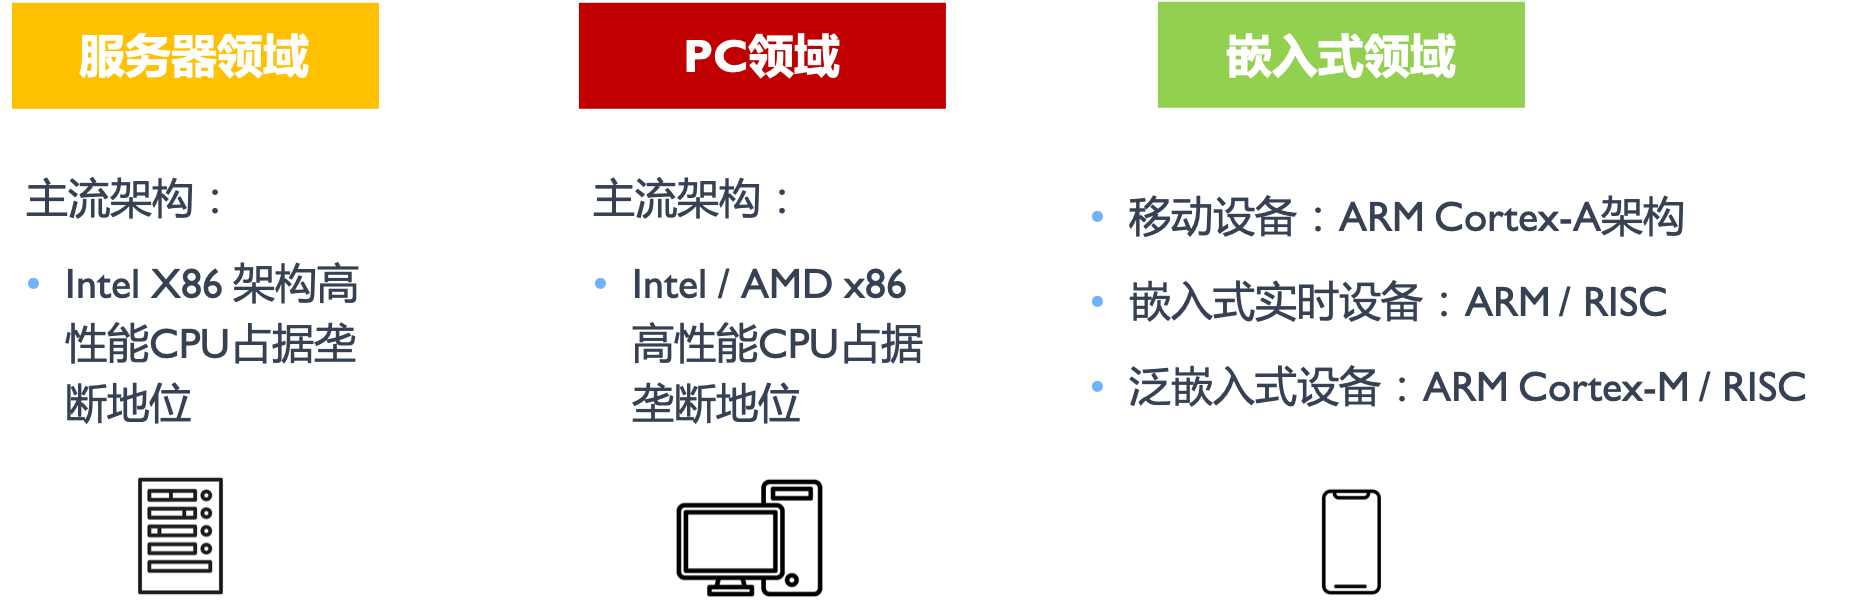 服务器领域
主流架构：
• Intel X86 架构高
性能CPU占据垄
断地位
PC领域
主流架构：
• Intel / AMD x86
高性能CPU占据
垄断地位
嵌入式领域
• 移动设备：ARM Cortex-A架构
• 嵌入式实时设备：ARM / RISC
• 泛嵌入式设备：ARM Cortex-M / RISC